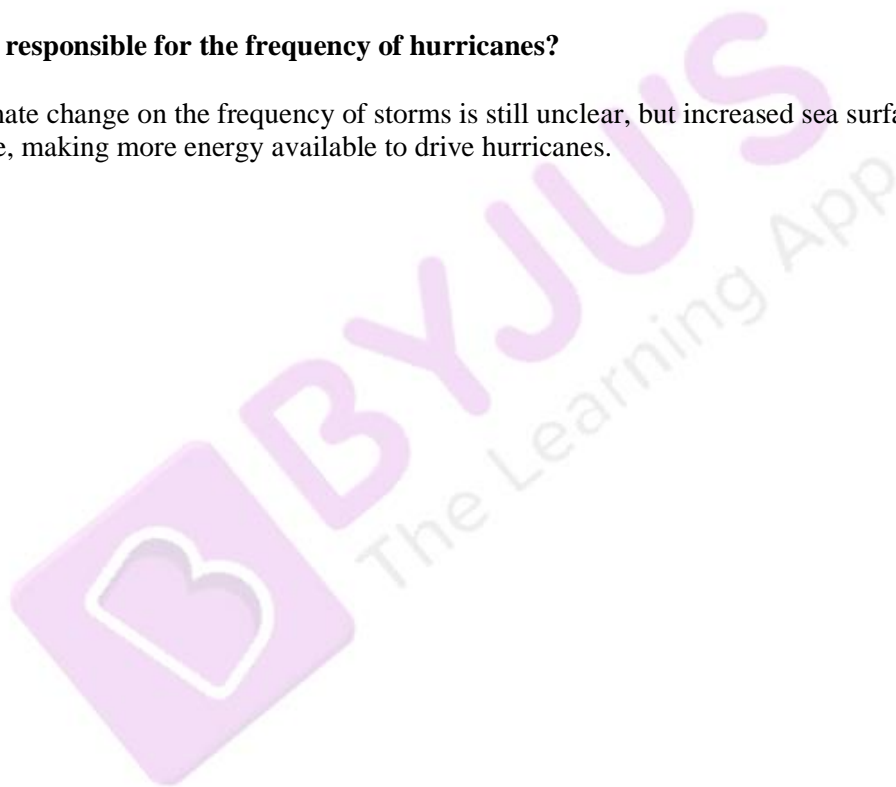 responsible for the frequency of hurricanes?
nate change on the frequency of storms is still unclear, but increased sea surfa
e, making more energy available to drive hurricanes.
BYJU'S
The Learning App